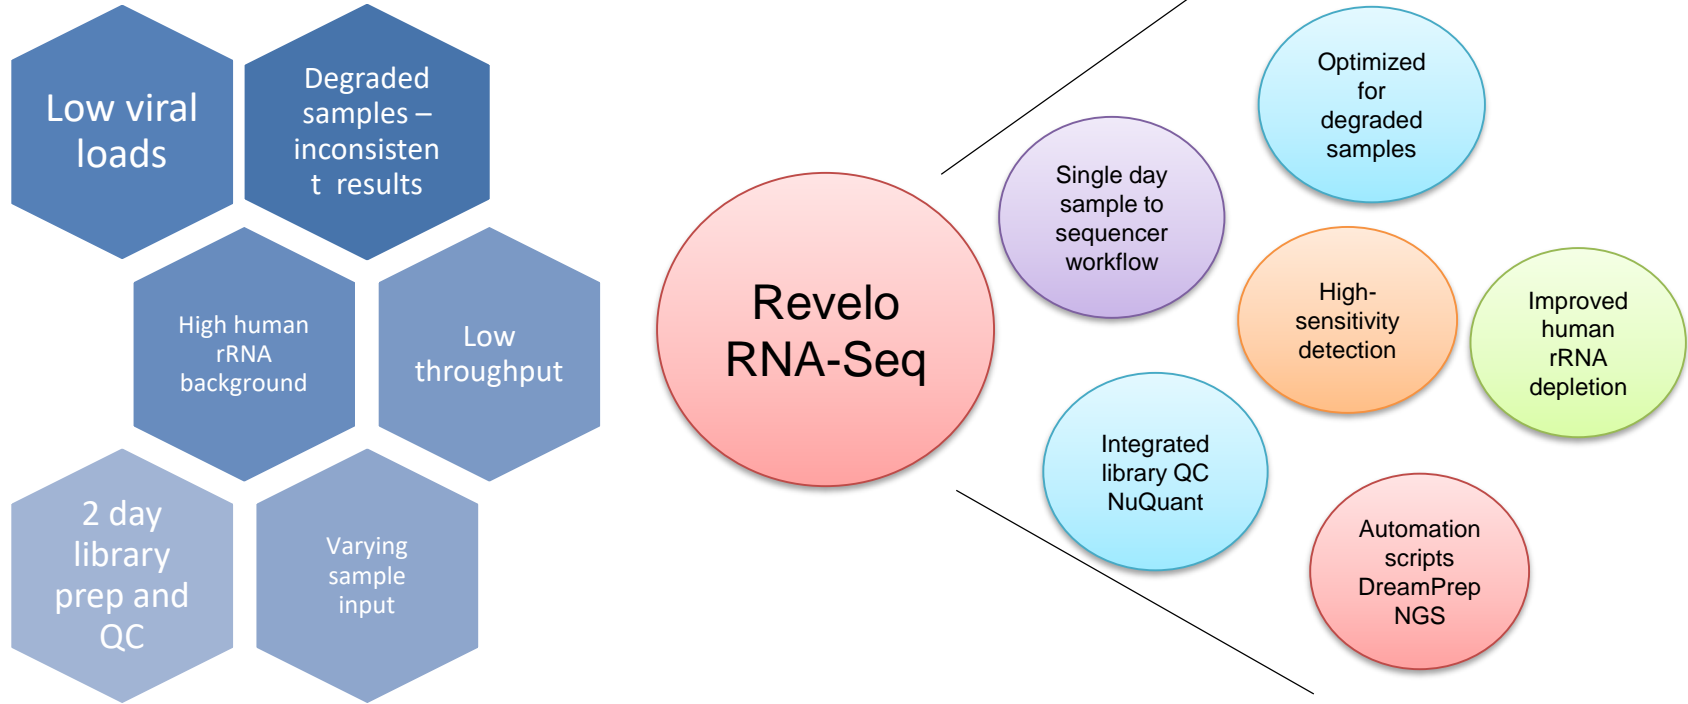 Low viral
loads
Degraded
samples –
inconsisten
t  results
High human
rRNA
background
Low
throughput
2 day
library
prep and
QC
Varying
sample
input
Revelo
RNA-Seq
Single day
sample to
sequencer
workflow
Optimized
for
degraded
samples
High-
sensitivity
detection
Improved
human
rRNA
depletion
Integrated
library QC
NuQuant
Automation
scripts
DreamPrep
NGS